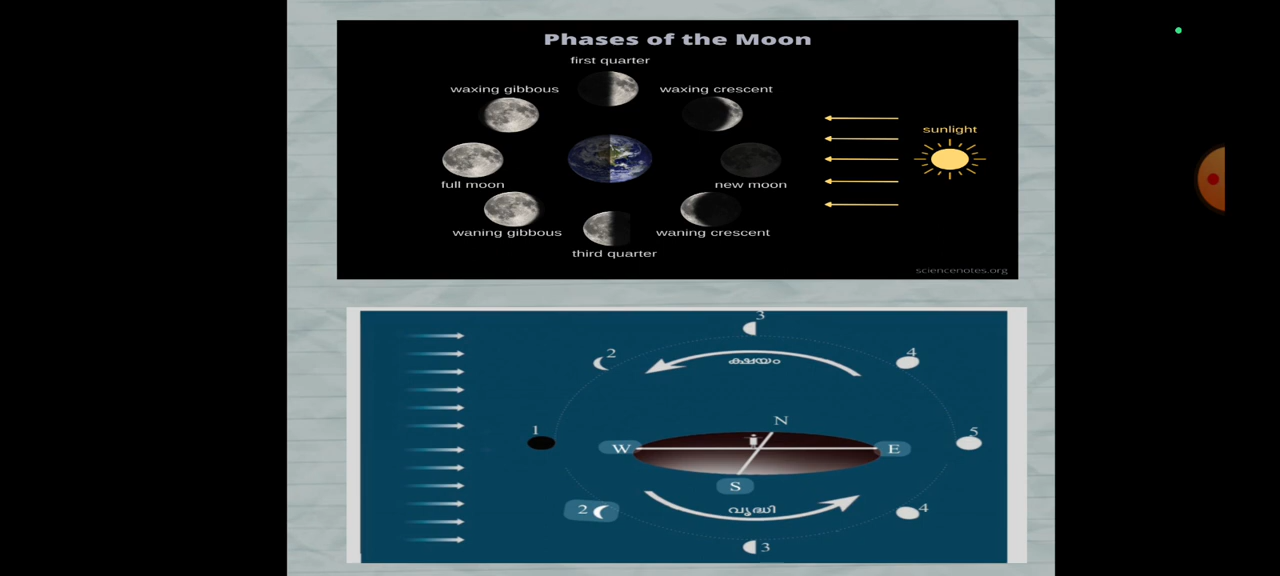 Phases of the Moon
first quarter
waxing gibbous
waxing crescent
sunlight
full moon
new moon
waning gibbous
waning crescent
third quarter
sciencenotes.org
3
2
4
ക്ഷയം
N
1
5
W
E
S
2
വൃദ്ധി
4
3